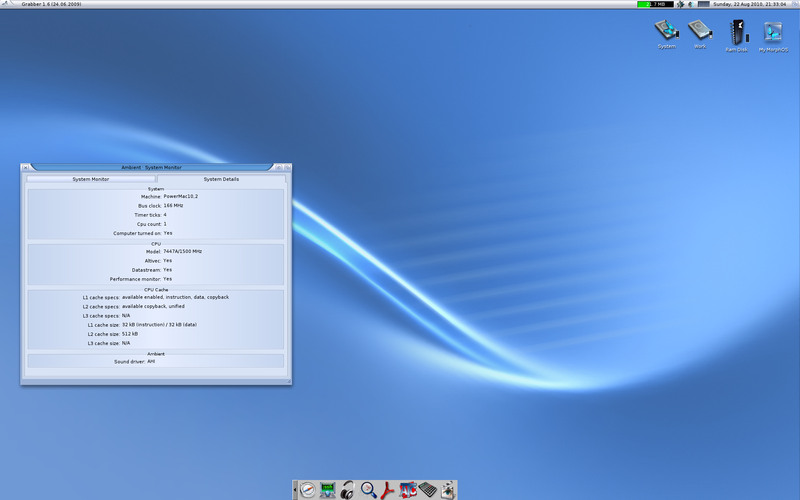 Grabber 1.6 (24.06.2009)
Sunday, 22 Aug 2010, 21:33:04
System
Work
Ram Disk
My MorphOS
Ambient System Monitor
System Monitor
System Details
System
Machine: PowerMac10,2
Bus clock: 166 MHz
Timer ticks: 4
Cpu count: 1
Computer turned on: Yes
CPU
Model: 7447A/1500 MHz
Altivec: Yes
Datastream: Yes
Performance monitor: Yes
CPU Cache
L1 cache specs: available enabled, instruction, data, copyback
L2 cache specs: available copyback, unified
L3 cache specs: N/A
L1 cache size: 32 kB (instruction) / 32 kB (data)
L2 cache size: 512 kB
L3 cache size: N/A
Ambient
Sound driver: AHI